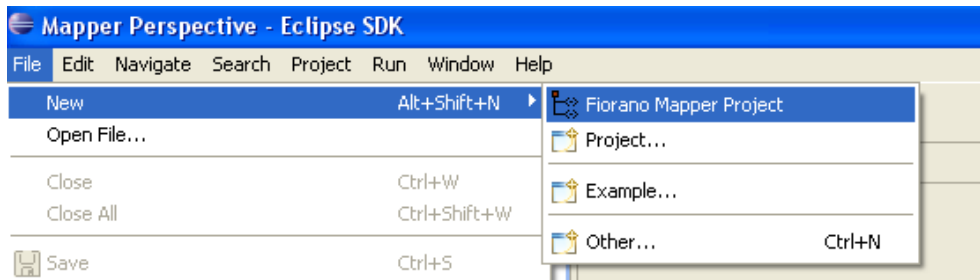 Mapper Perspective - Eclipse SDK
File Edit Navigate Search Project Run Window Help
New Alt+Shift+N
Fiorano Mapper Project
Open File...
Project...
Close Ctrl+W
Example...
Close All Ctrl+Shift+W
Other... Ctrl+N
Save Ctrl+S